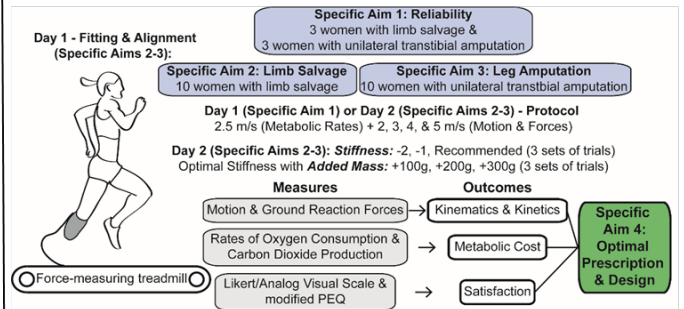 Specific Aim 1: Reliability
3 women with limb salvage &
3 women with unilateral transtibial amputation
Day 1 - Fitting & Alignment
(Specific Aims 2-3):
Specific Aim 2: Limb Salvage
10 women with limb salvage
Specific Aim 3: Leg Amputation
10 women with unilateral transtbial amputation
Day 1 (Specific Aim 1) or Day 2 (Specific Aims 2-3) - Protocol
2.5 m/s (Metabolic Rates) + 2, 3, 4, & 5 m/s (Motion & Forces)
Day 2 (Specific Aims 2-3): Stiffness: -2, -1, Recommended (3 sets of trials)
Optimal Stiffness with Added Mass: +100g, +200g, +300g (3 sets of trials)
Measures
Outcomes
Motion & Ground Reaction Forces
Kinematics & Kinetics
Rates of Oxygen Consumption &
Carbon Dioxide Production
Metabolic Cost
Likert/Analog Visual Scale &
modified PEQ
Satisfaction
Specific
Aim 4:
Optimal
Prescription
& Design
Force-measuring treadmill